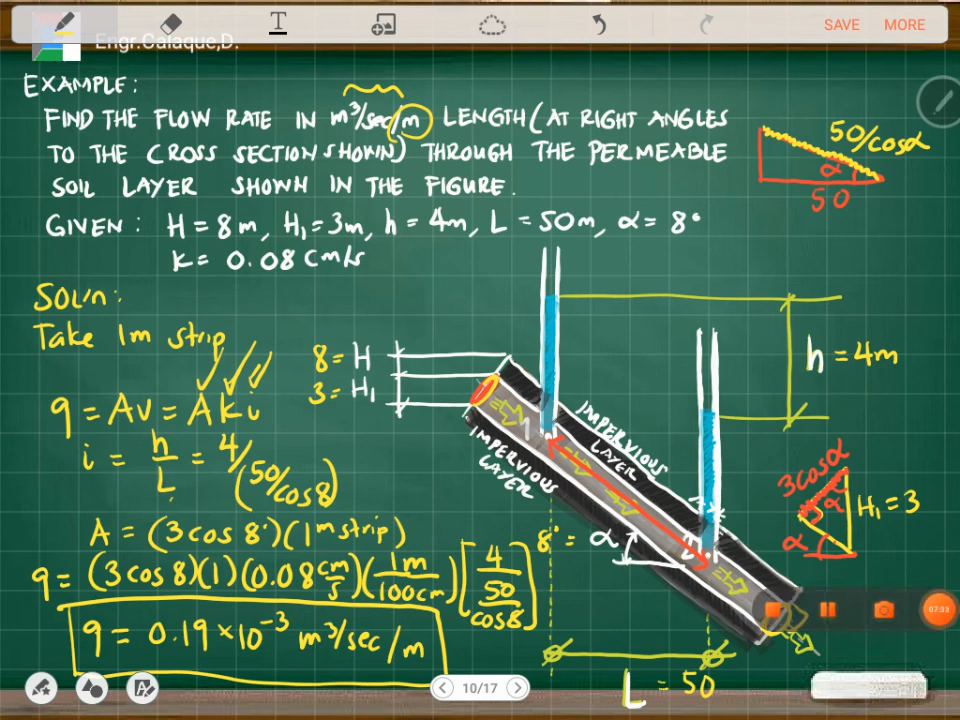 SAVE MORE
Engr.Calaque,D.
EXAMPLE:
FIND THE FLOW RATE IN m³/sec/m LENGTH (AT RIGHT ANGLES
TO THE CROSS SECTION SHOWN) THROUGH THE PERMEABLE
SOIL LAYER SHOWN IN THE FIGURE.
GIVEN: H = 8m, H₁ = 3m, h = 4m, L = 50m, α = 8°
K = 0.08 cm/s
50/cosα
α
50
SOL'n:
Take 1m strip
q = AV = AKi
i = h/L = 4/(50/cos8)
A = (3 cos 8°)(1m strip)
q = (3 cos 8)(1)(0.08 cm/s)(1m/100cm)[4/(50/cos8)]
q = 0.19 × 10⁻³ m³/sec/m
8 = H
3 = H₁
IMPERVIOUS
LAYER
IMPERVIOUS
LAYER
h = 4m
3cosα
α
H₁ = 3
α
8° = α
L = 50
07:33
10/17